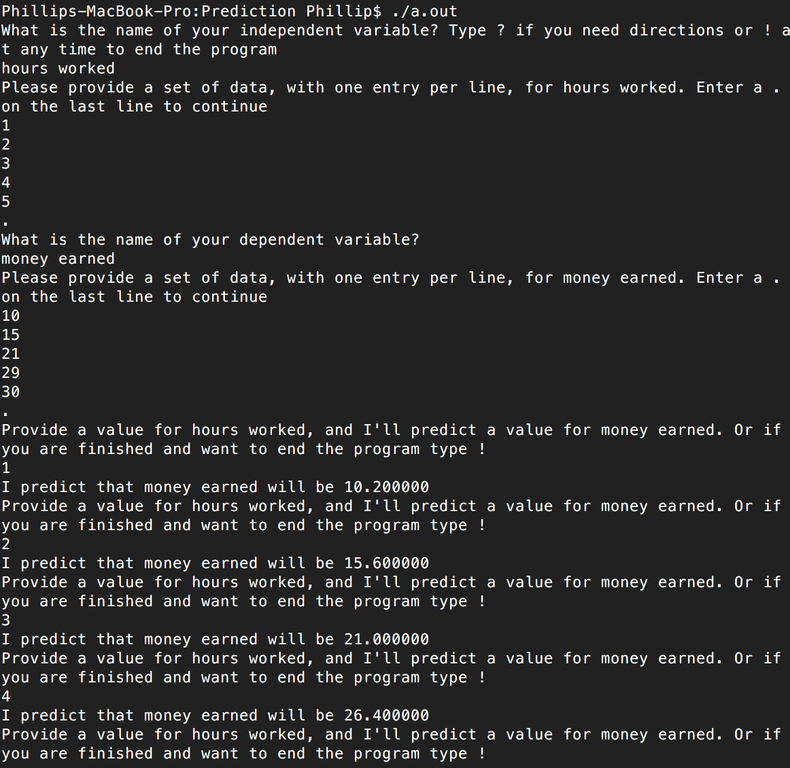 Phillips-MacBook-Pro:Prediction Phillip$ ./a.out
What is the name of your independent variable? Type ? if you need directions or ! a
t any time to end the program
hours worked
Please provide a set of data, with one entry per line, for hours worked. Enter a .
on the last line to continue
1
2
3
4
5
.
What is the name of your dependent variable?
money earned
Please provide a set of data, with one entry per line, for money earned. Enter a .
on the last line to continue
10
15
21
29
30
.
Provide a value for hours worked, and I'll predict a value for money earned. Or if
you are finished and want to end the program type !
1
I predict that money earned will be 10.200000
Provide a value for hours worked, and I'll predict a value for money earned. Or if
you are finished and want to end the program type !
2
I predict that money earned will be 15.600000
Provide a value for hours worked, and I'll predict a value for money earned. Or if
you are finished and want to end the program type !
3
I predict that money earned will be 21.000000
Provide a value for hours worked, and I'll predict a value for money earned. Or if
you are finished and want to end the program type !
4
I predict that money earned will be 26.400000
Provide a value for hours worked, and I'll predict a value for money earned. Or if
you are finished and want to end the program type !